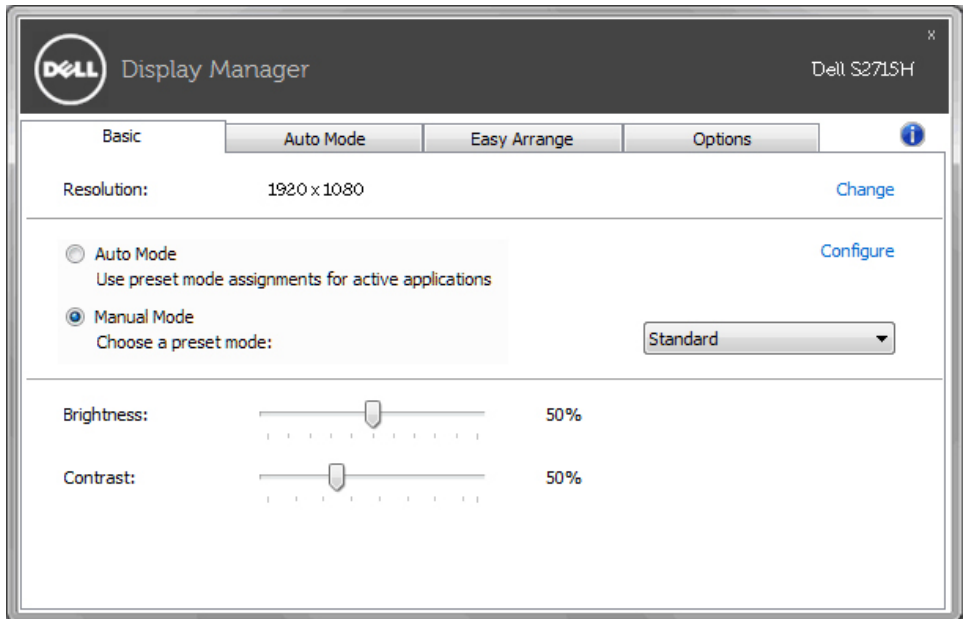 x
DELL Display Manager Dell S2715H
Basic Auto Mode Easy Arrange Options i
Resolution: 1920 x 1080 Change
Auto Mode Configure
Use preset mode assignments for active applications
Manual Mode
Choose a preset mode: Standard
Brightness: 50%
Contrast: 50%